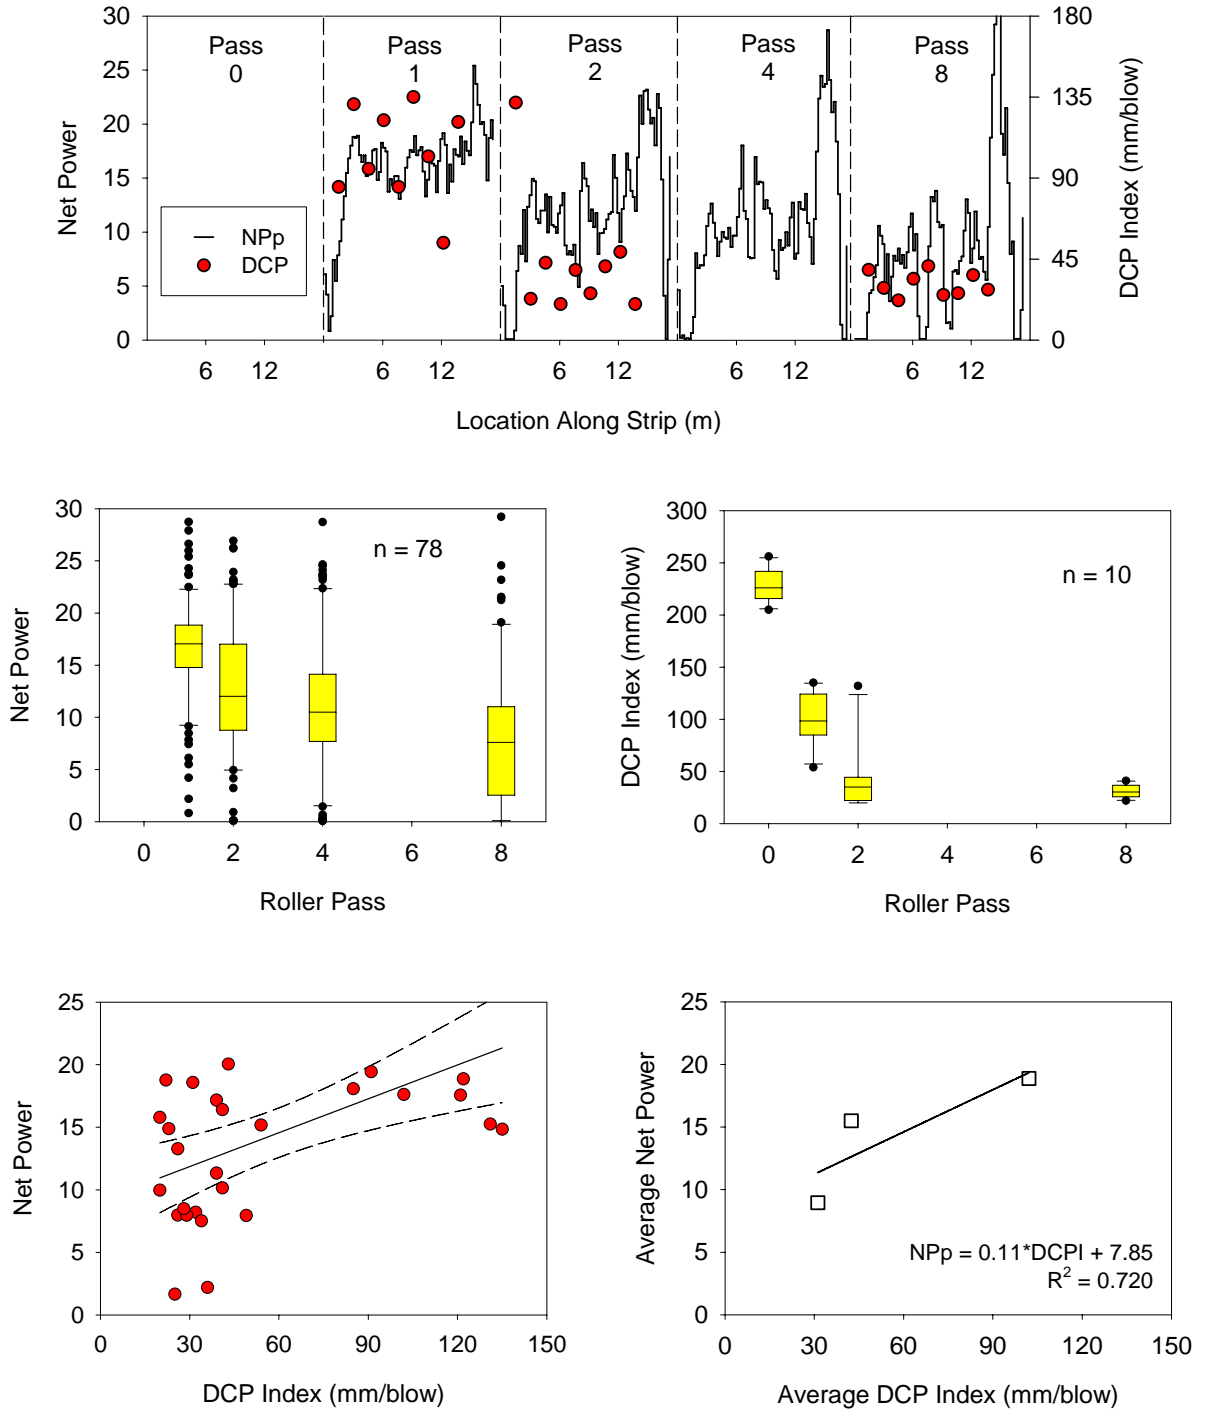 30 25 20 15 10 5 0
Net Power
Pass 0
Pass 1
Pass 2
Pass 4
Pass 8
NPp
DCP
180 135 90 45 0
DCP Index (mm/blow)
6 12 6 12 6 12 6 12 6 12
Location Along Strip (m)
30 25 20 15 10 5 0
Net Power
n = 78
0 2 4 6 8
Roller Pass
300 250 200 150 100 50 0
DCP Index (mm/blow)
n = 10
0 2 4 6 8
Roller Pass
25 20 15 10 5 0
Net Power
0 30 60 90 120 150
DCP Index (mm/blow)
25 20 15 10 5 0
Average Net Power
NPp = 0.11*DCPI + 7.85
R² = 0.720
0 30 60 90 120 150
Average DCP Index (mm/blow)